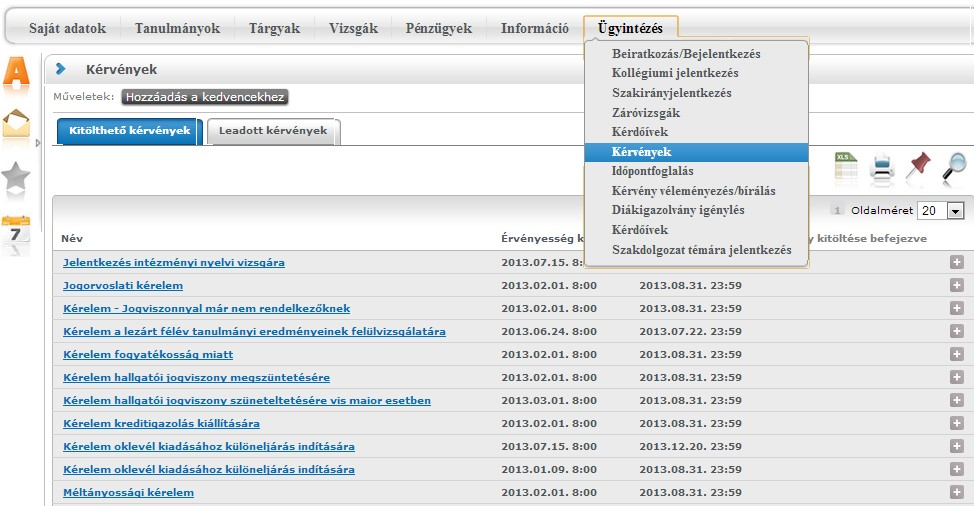 Saját adatok Tanulmányok Tárgyak Vizsgák Pénzügyek Információ Ügyintézés
Beiratkozás/Bejelentkezés
Kollégiumi jelentkezés
Szakirányjelentkezés
Záróvizsgák
Kérdőívek
Kérvények
Időpontfoglalás
Kérvény véleményezés/bírálás
Diákigazolvány igénylés
Kérdőívek
Szakdolgozat témára jelentkezés
Kérvények
Műveletek: Hozzáadás a kedvencekhez
Kitölthető kérvények Leadott kérvények
XLS
7
1 Oldalméret 20
Név Érvényesség k y kitöltése befejezve
Jelentkezés intézményi nyelvi vizsgára 2013.07.15. 8:
Jogorvoslati kérelem 2013.02.01. 8:00 2013.08.31. 23:59
Kérelem - Jogviszonnyal már nem rendelkezőknek 2013.02.01. 8:00 2013.08.31. 23:59
Kérelem a lezárt félév tanulmányi eredményeinek felülvizsgálatára 2013.06.24. 8:00 2013.07.22. 23:59
Kérelem fogyatékosság miatt 2013.02.01. 8:00 2013.08.31. 23:59
Kérelem hallgatói jogviszony megszüntetésére 2013.02.01. 8:00 2013.08.31. 23:59
Kérelem hallgatói jogviszony szüneteltetésére vis maior esetben 2013.03.01. 8:00 2013.08.31. 23:59
Kérelem kreditigazolás kiállítására 2013.02.01. 8:00 2013.08.31. 23:59
Kérelem oklevél kiadásához különeljárás indítására 2013.07.15. 8:00 2013.12.20. 23:59
Kérelem oklevél kiadásához különeljárás indítására 2013.01.09. 8:00 2013.08.31. 23:59
Méltányossági kérelem 2013.02.01. 8:00 2013.08.31. 23:59